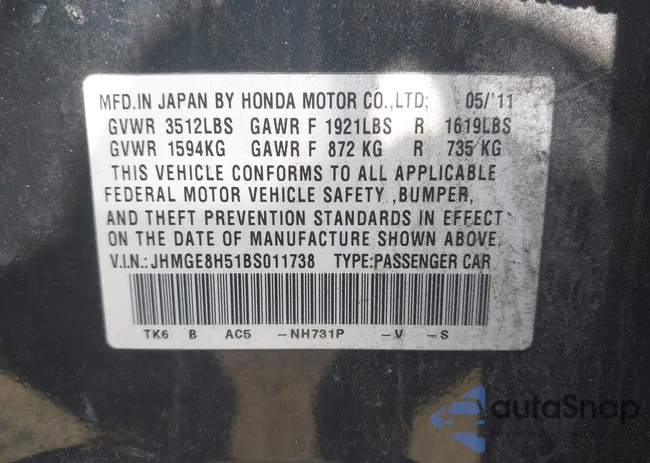 MFD.IN JAPAN BY HONDA MOTOR CO.,LTD; 05/'11
GVWR 3512LBS GAWR F 1921LBS R 1619LBS
GVWR 1594KG GAWR F 872 KG R 735 KG
THIS VEHICLE CONFORMS TO ALL APPLICABLE
FEDERAL MOTOR VEHICLE SAFETY ,BUMPER,
AND THEFT PREVENTION STANDARDS IN EFFECT
ON THE DATE OF MANUFACTURE SHOWN ABOVE.
V.I.N.: JHMGE8H51BS011738 TYPE:PASSENGER CAR
TK6 B AC5 -NH731P -V -S
autoSnap